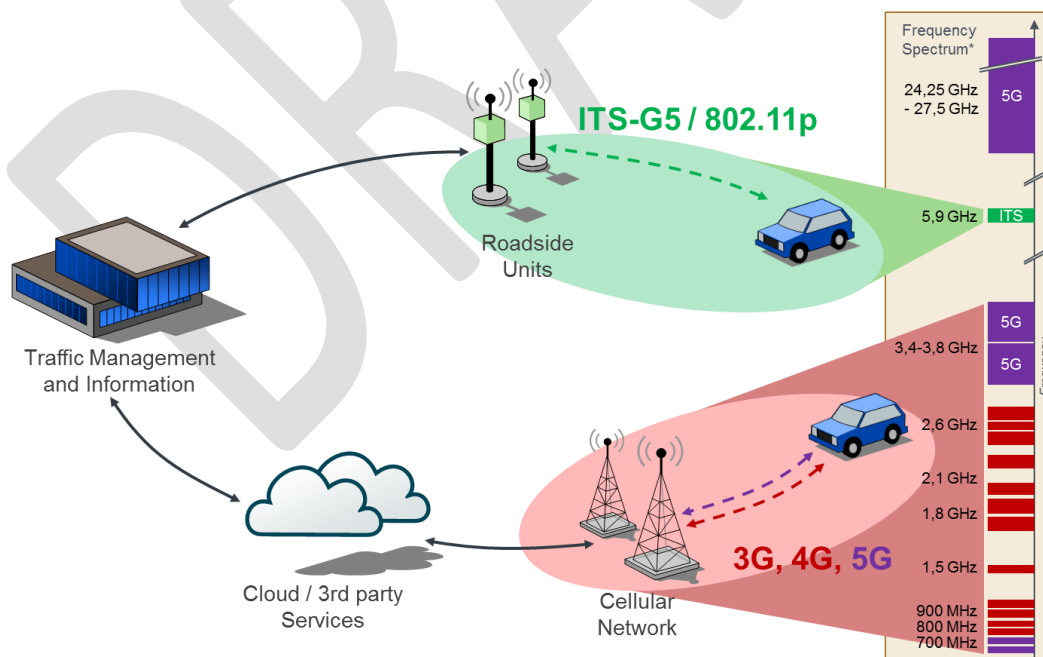 DRA
Frequency
Spectrum*
24,25 GHz
- 27,5 GHz
5G
ITS-G5 / 802.11p
5,9 GHz
ITS
Roadside
Units
5G
3,4-3,8 GHz
5G
Traffic Management
and Information
2,6 GHz
2,1 GHz
1,8 GHz
3G, 4G, 5G
1,5 GHz
Cloud / 3rd party
Services
Cellular
Network
900 MHz
800 MHz
700 MHz